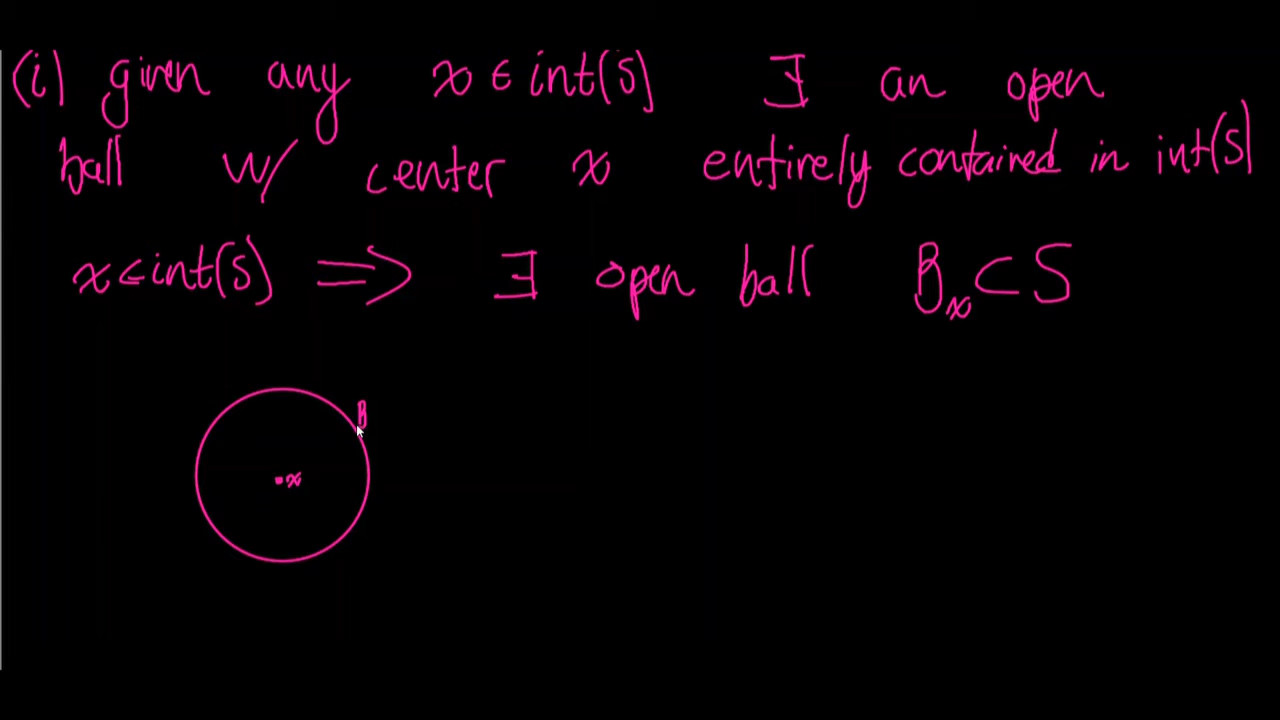 (i) given any x ∈ int(S) ∃ an open
ball w/ center x entirely contained in int(S)
x ∈ int(S) ⟹ ∃ open ball Bₓ ⊂ S
B
x